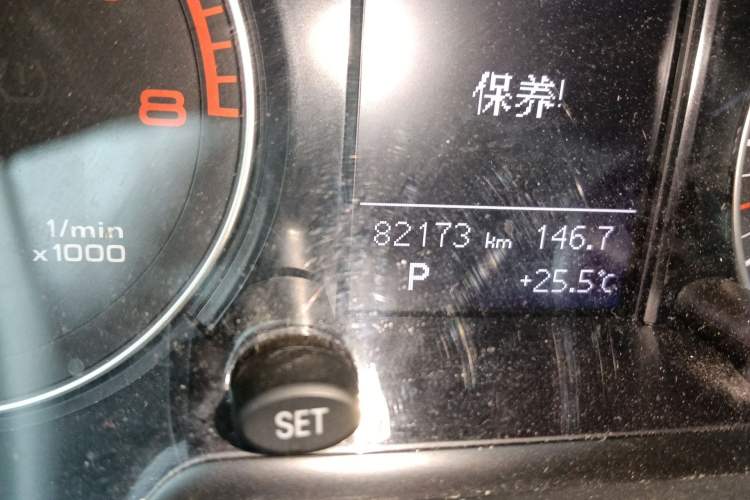 保养!
8
1/min
x1000
82173 km 146.7
P +25.5°C
SET